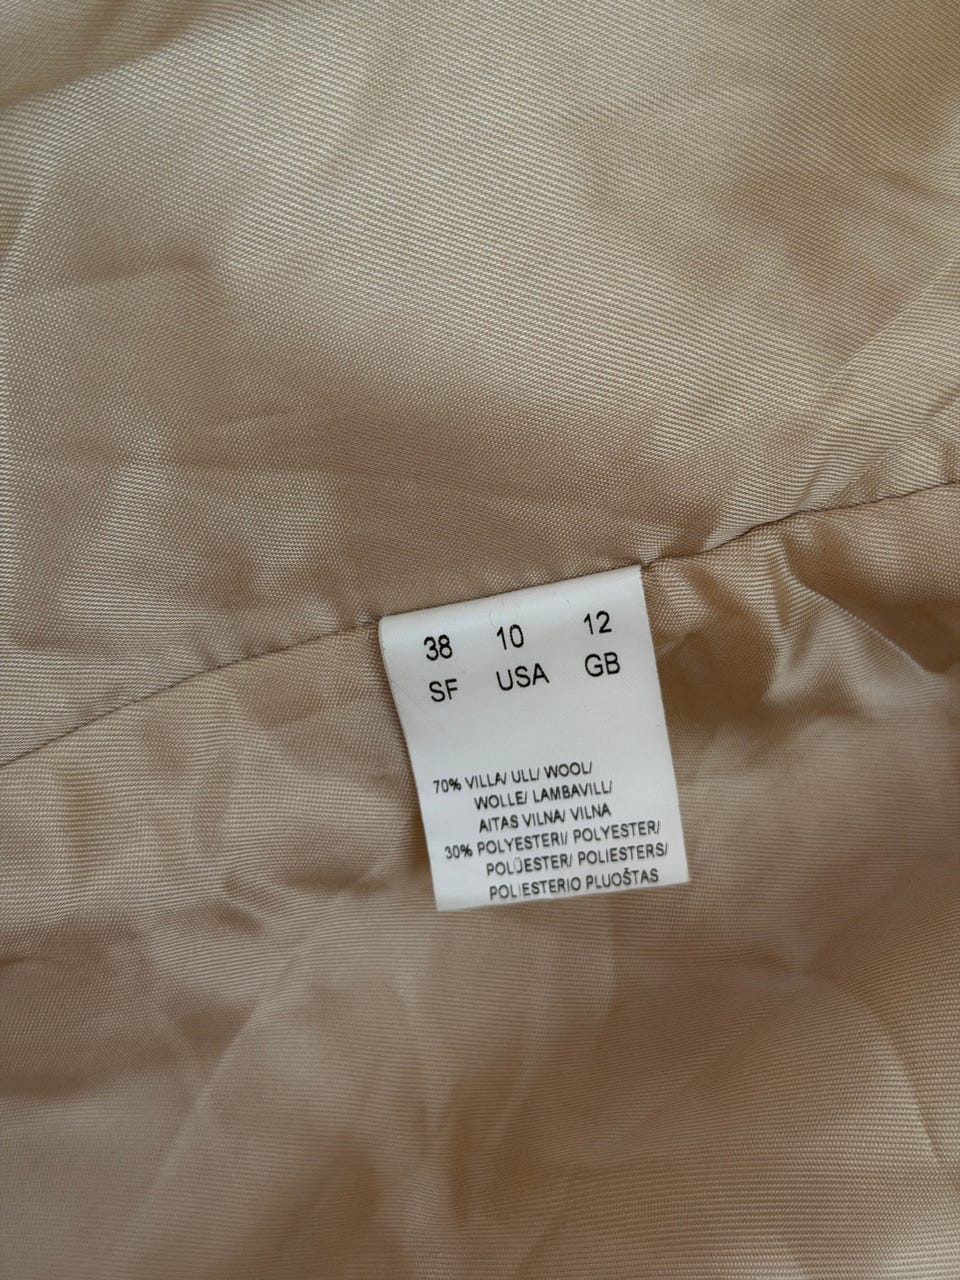 38 10 12
SF USA GB
70% VILLA/ ULL/ WOOL/
WOLLE/ LAMBAVILL/
AITAS VILNA/ VILNA
30% POLYESTERI/ POLYESTER/
POLÜESTER/ POLIESTERS/
POLIESTERIO PLUOŠTAS